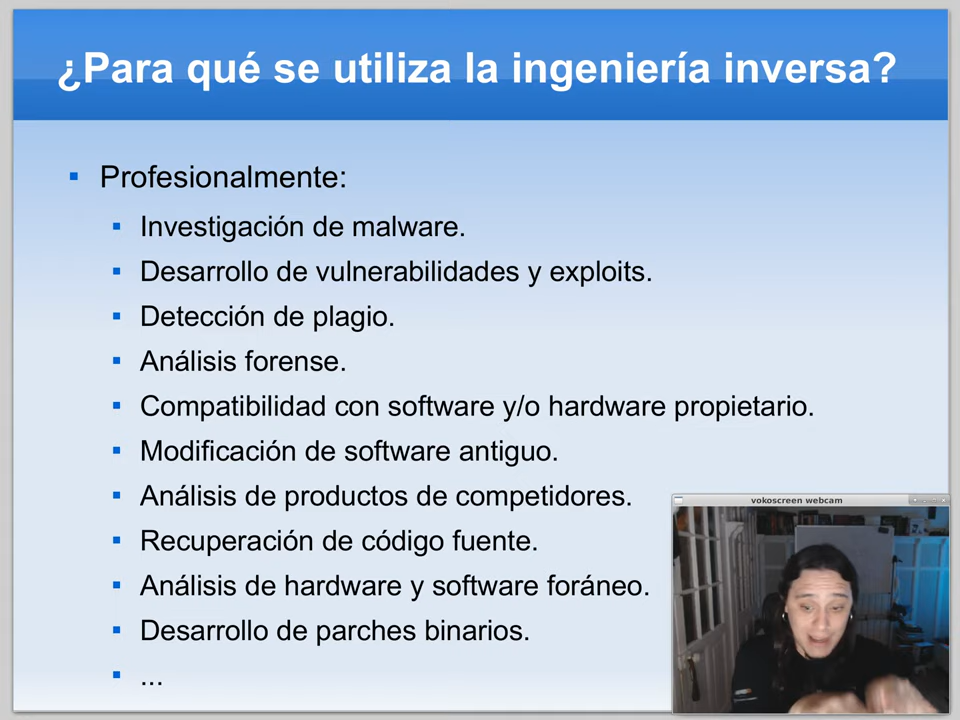 ¿Para qué se utiliza la ingeniería inversa?
Profesionalmente:
Investigación de malware.
Desarrollo de vulnerabilidades y exploits.
Detección de plagio.
Análisis forense.
Compatibilidad con software y/o hardware propietario.
Modificación de software antiguo.
Análisis de productos de competidores.
Recuperación de código fuente.
Análisis de hardware y software foráneo.
Desarrollo de parches binarios.
...
vokoscreen webcam